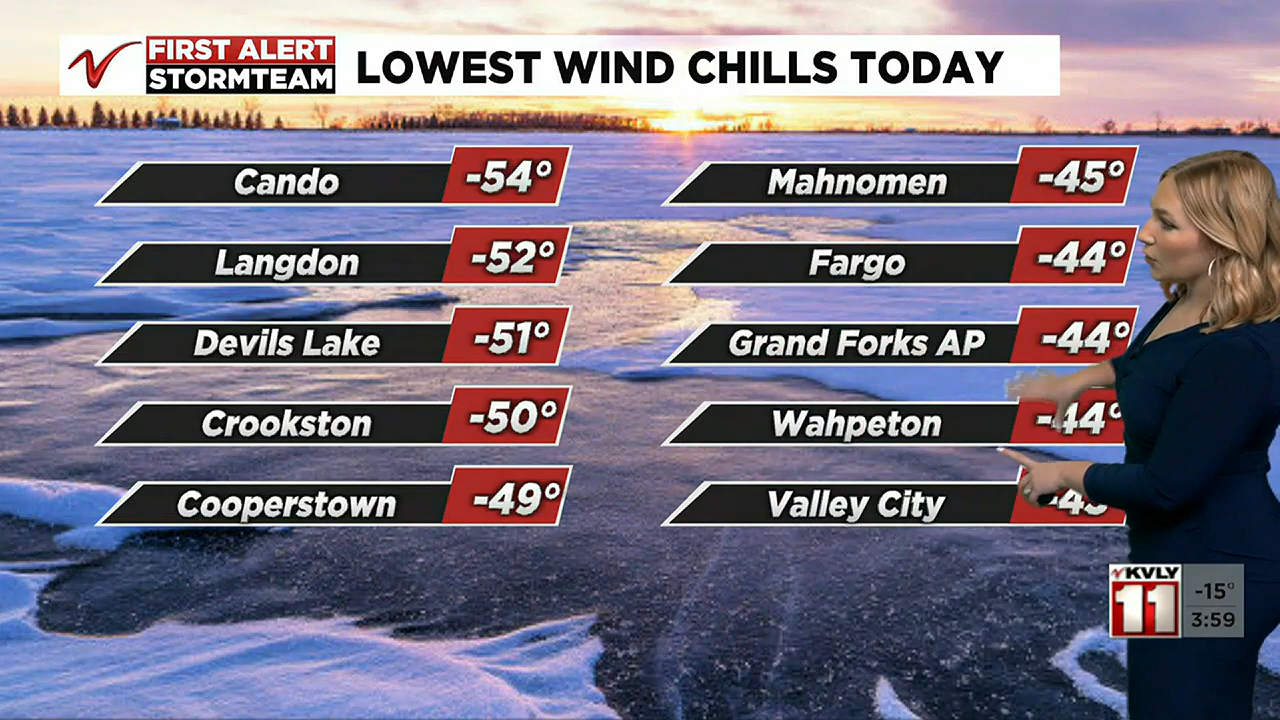 FIRST ALERT
STORMTEAM
LOWEST WIND CHILLS TODAY
Cando -54°
Langdon -52°
Devils Lake -51°
Crookston -50°
Cooperstown -49°
Mahnomen -45°
Fargo -44°
Grand Forks AP -44°
Wahpeton -44°
Valley City
KVLY
11
-15°
3:59